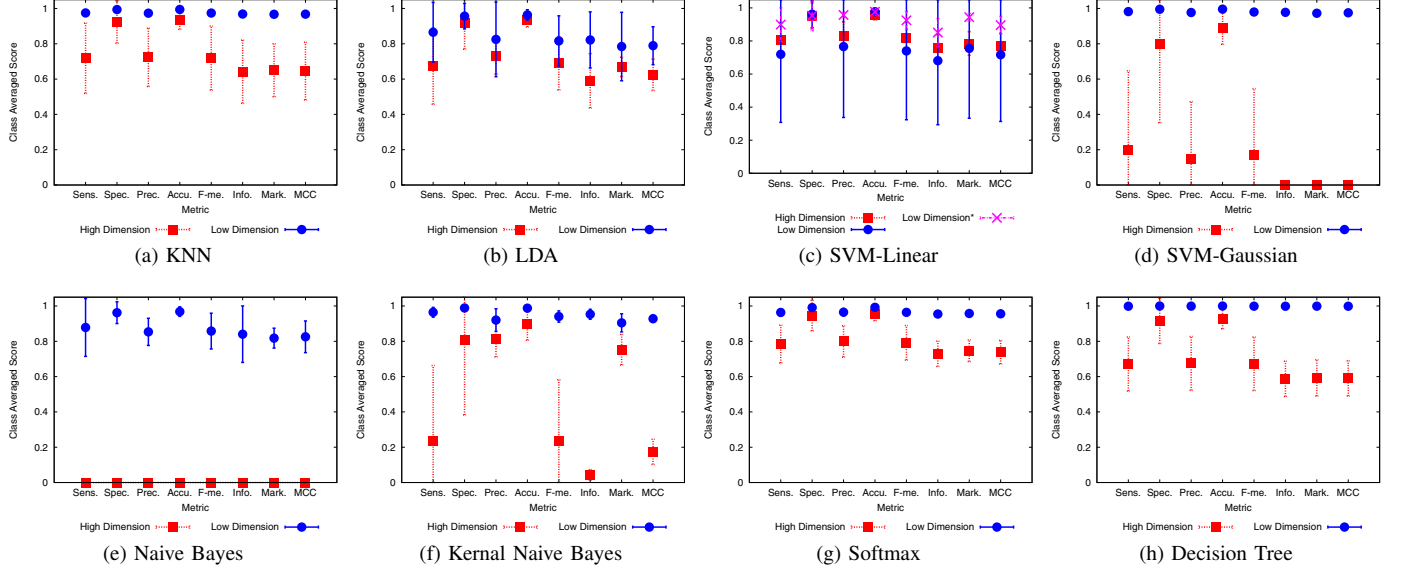 1
0.8
0.6
0.4
0.2
0
Class Averaged Score
Sens. Spec. Prec. Accu. F-me. Info. Mark. MCC
Metric
High Dimension Low Dimension
(a) KNN
1
0.8
0.6
0.4
0.2
0
Class Averaged Score
Sens. Spec. Prec. Accu. F-me. Info. Mark. MCC
Metric
High Dimension Low Dimension
(b) LDA
1
0.8
0.6
0.4
0.2
0
Class Averaged Score
Sens. Spec. Prec. Accu. F-me. Info. Mark. MCC
Metric
High Dimension Low Dimension*
Low Dimension
(c) SVM-Linear
1
0.8
0.6
0.4
0.2
0
Class Averaged Score
Sens. Spec. Prec. Accu. F-me. Info. Mark. MCC
Metric
High Dimension Low Dimension
(d) SVM-Gaussian
1
0.8
0.6
0.4
0.2
0
Class Averaged Score
Sens. Spec. Prec. Accu. F-me. Info. Mark. MCC
Metric
High Dimension Low Dimension
(e) Naive Bayes
1
0.8
0.6
0.4
0.2
0
Class Averaged Score
Sens. Spec. Prec. Accu. F-me. Info. Mark. MCC
Metric
High Dimension Low Dimension
(f) Kernal Naive Bayes
1
0.8
0.6
0.4
0.2
0
Class Averaged Score
Sens. Spec. Prec. Accu. F-me. Info. Mark. MCC
Metric
High Dimension Low Dimension
(g) Softmax
1
0.8
0.6
0.4
0.2
0
Class Averaged Score
Sens. Spec. Prec. Accu. F-me. Info. Mark. MCC
Metric
High Dimension Low Dimension
(h) Decision Tree